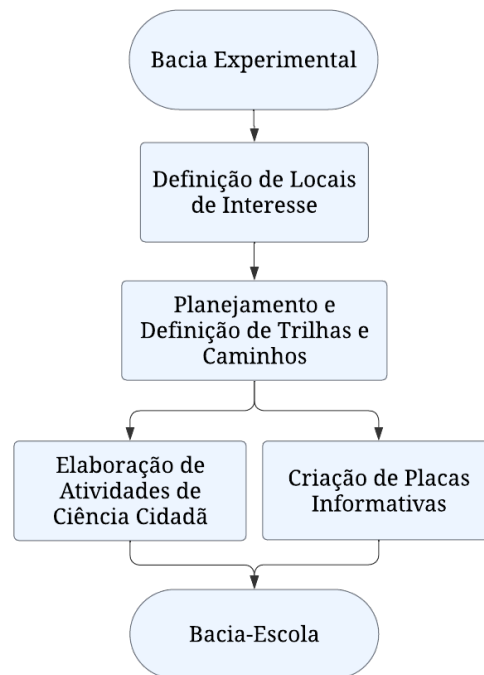 Bacia Experimental
Definição de Locais
de Interesse
Planejamento e
Definição de Trilhas e
Caminhos
Elaboração de
Atividades de
Ciência Cidadã
Criação de Placas
Informativas
Bacia-Escola